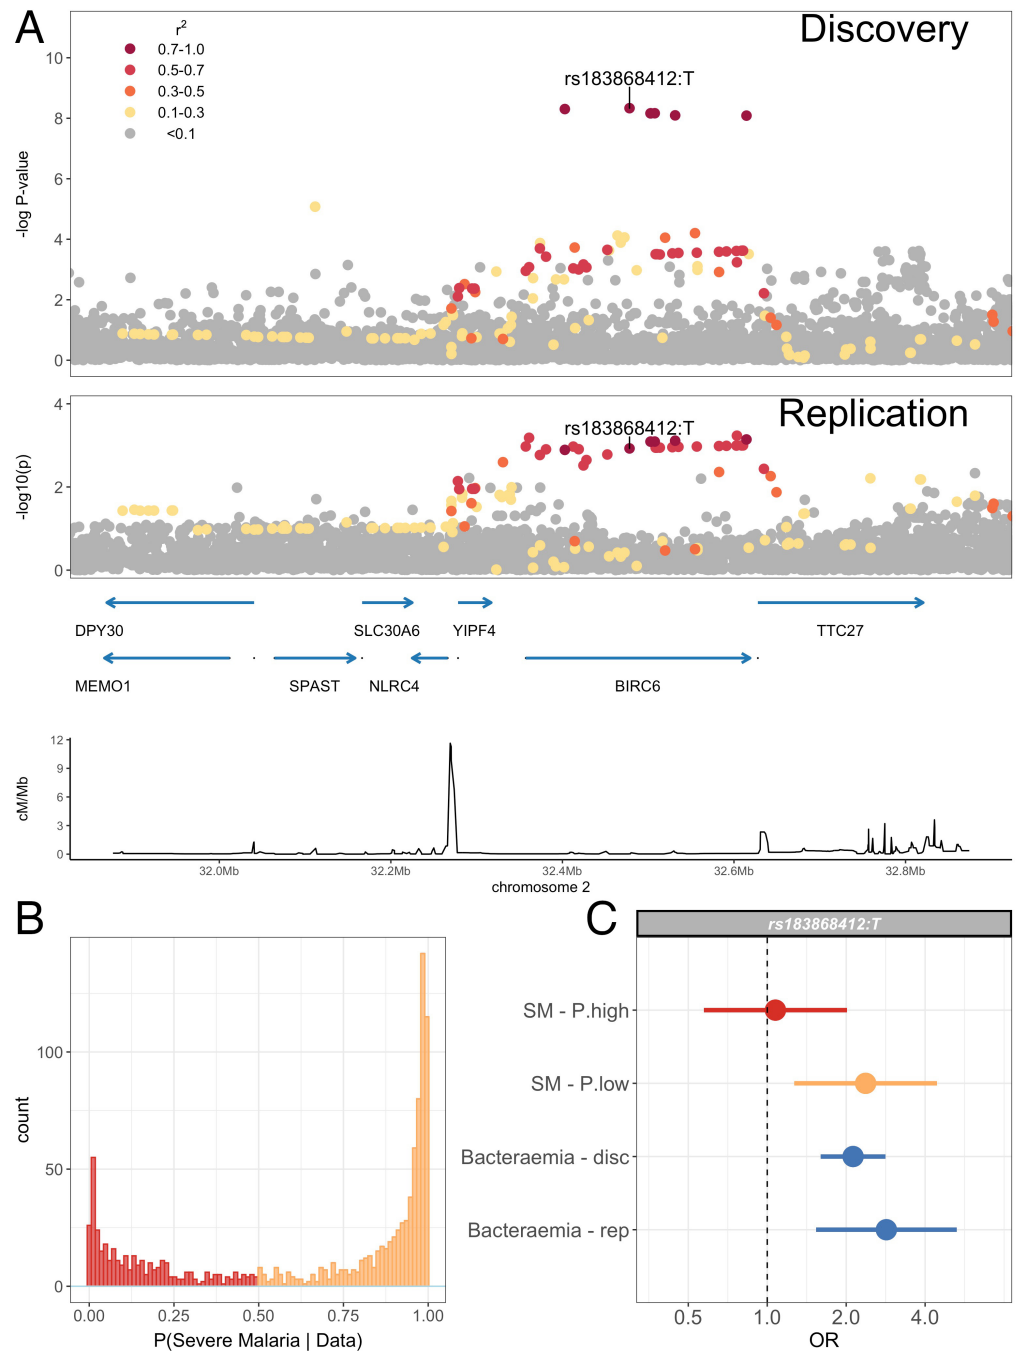 A
Discovery
r²
0.7-1.0
0.5-0.7
0.3-0.5
0.1-0.3
<0.1
rs183868412:T
-log P-value
10
8
6
4
2
0
Replication
rs183868412:T
-log10(p)
4
2
0
DPY30
SLC30A6
YIPF4
TTC27
MEMO1
SPAST
NLRC4
BIRC6
cM/Mb
12
9
6
3
0
32.0Mb
32.2Mb
32.4Mb
32.6Mb
32.8Mb
chromosome 2
B
count
100
50
0
0.00
0.25
0.50
0.75
1.00
P(Severe Malaria | Data)
C
rs183868412:T
SM - P.high
SM - P.low
Bacteraemia - disc
Bacteraemia - rep
0.5
1.0
2.0
4.0
OR